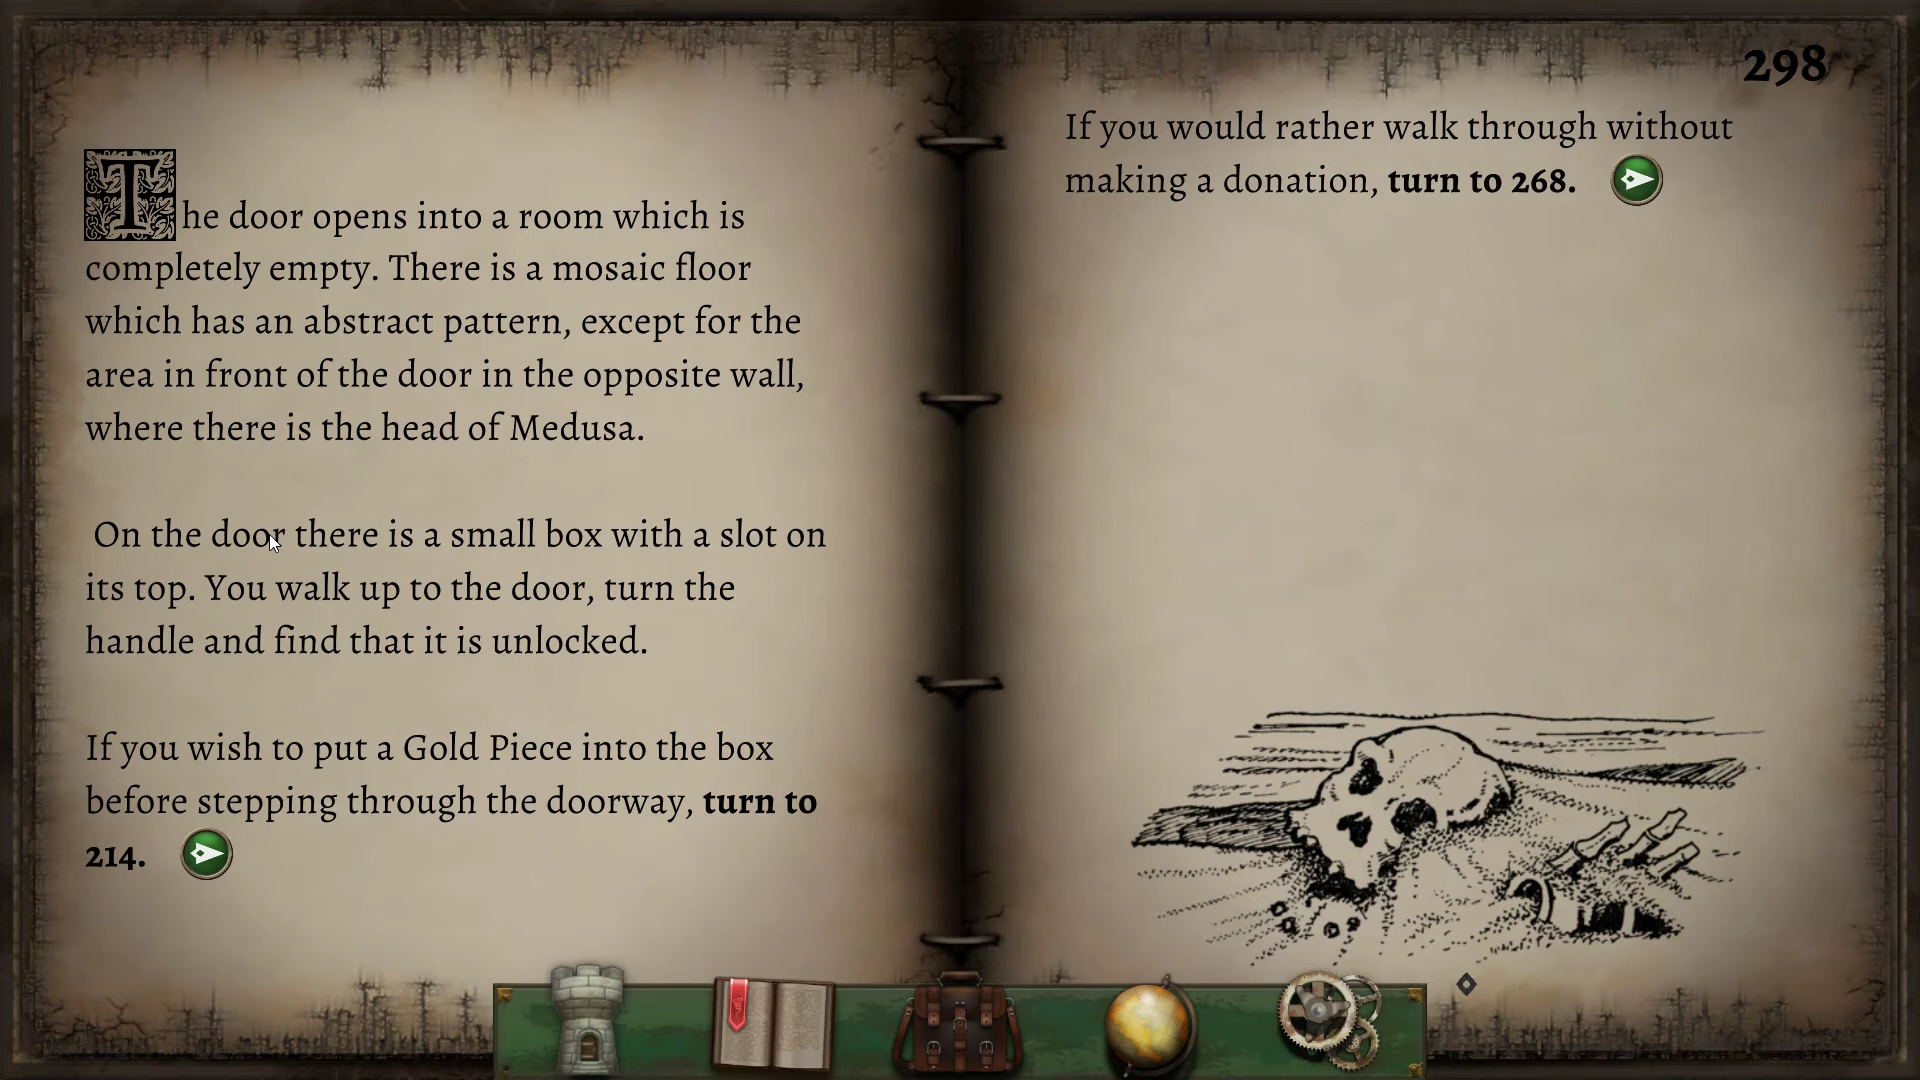 The door opens into a room which is
completely empty. There is a mosaic floor
which has an abstract pattern, except for the
area in front of the door in the opposite wall,
where there is the head of Medusa.
On the door there is a small box with a slot on
its top. You walk up to the door, turn the
handle and find that it is unlocked.
If you wish to put a Gold Piece into the box
before stepping through the doorway, turn to
214.
298
If you would rather walk through without
making a donation, turn to 268.